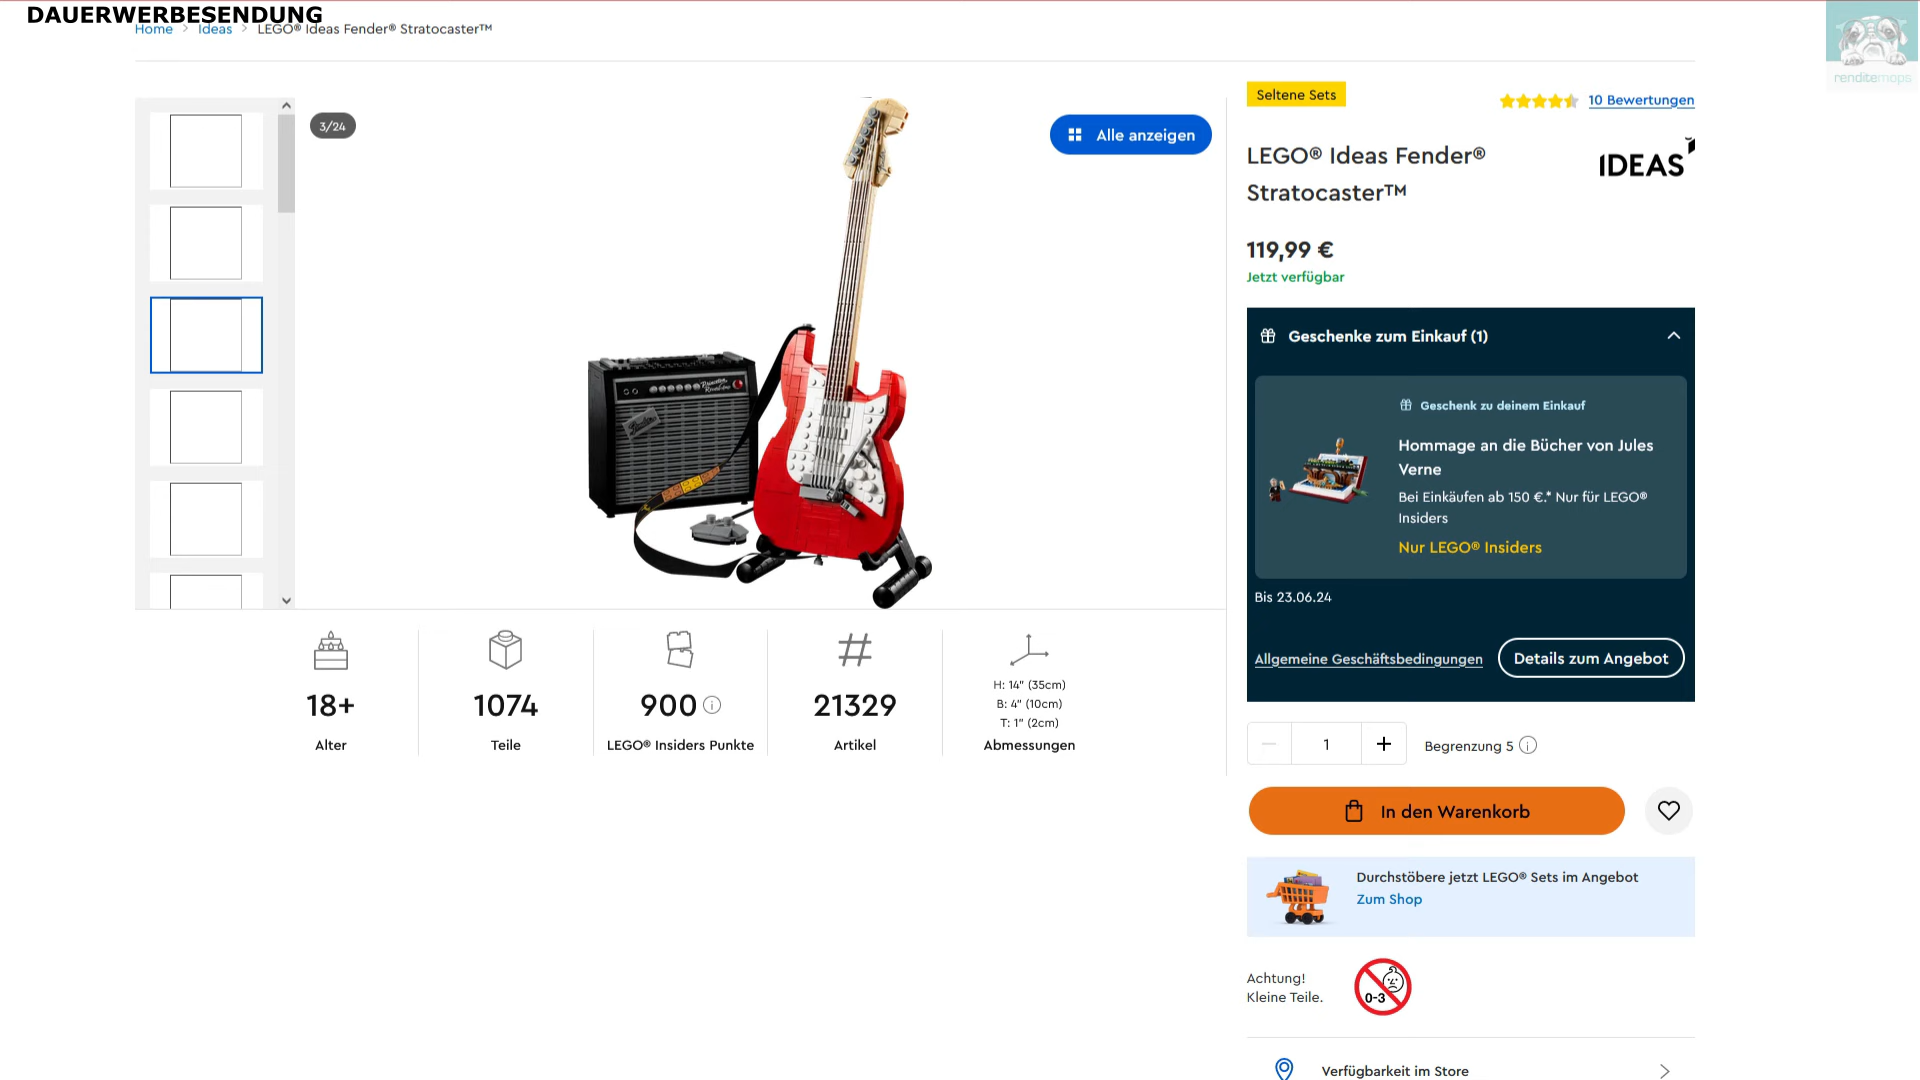 DAUERWERBESENDUNG
Home > Ideas > LEGO® Ideas Fender® Stratocaster™
renditemops
3/24
Alle anzeigen
Seltene Sets
10 Bewertungen
LEGO® Ideas Fender®
Stratocaster™
IDEAS
119,99 €
Jetzt verfügbar
Geschenke zum Einkauf (1)
Geschenk zu deinem Einkauf
Hommage an die Bücher von Jules
Verne
Bei Einkäufen ab 150 €.* Nur für LEGO®
Insiders
Nur LEGO® Insiders
Bis 23.06.24
Allgemeine Geschäftsbedingungen
Details zum Angebot
18+
Alter
1074
Teile
900
LEGO® Insiders Punkte
21329
Artikel
H: 14" (35cm)
B: 4" (10cm)
T: 1" (2cm)
Abmessungen
1
Begrenzung 5
In den Warenkorb
Durchstöbere jetzt LEGO® Sets im Angebot
Zum Shop
Achtung!
Kleine Teile.
0-3
Verfügbarkeit im Store